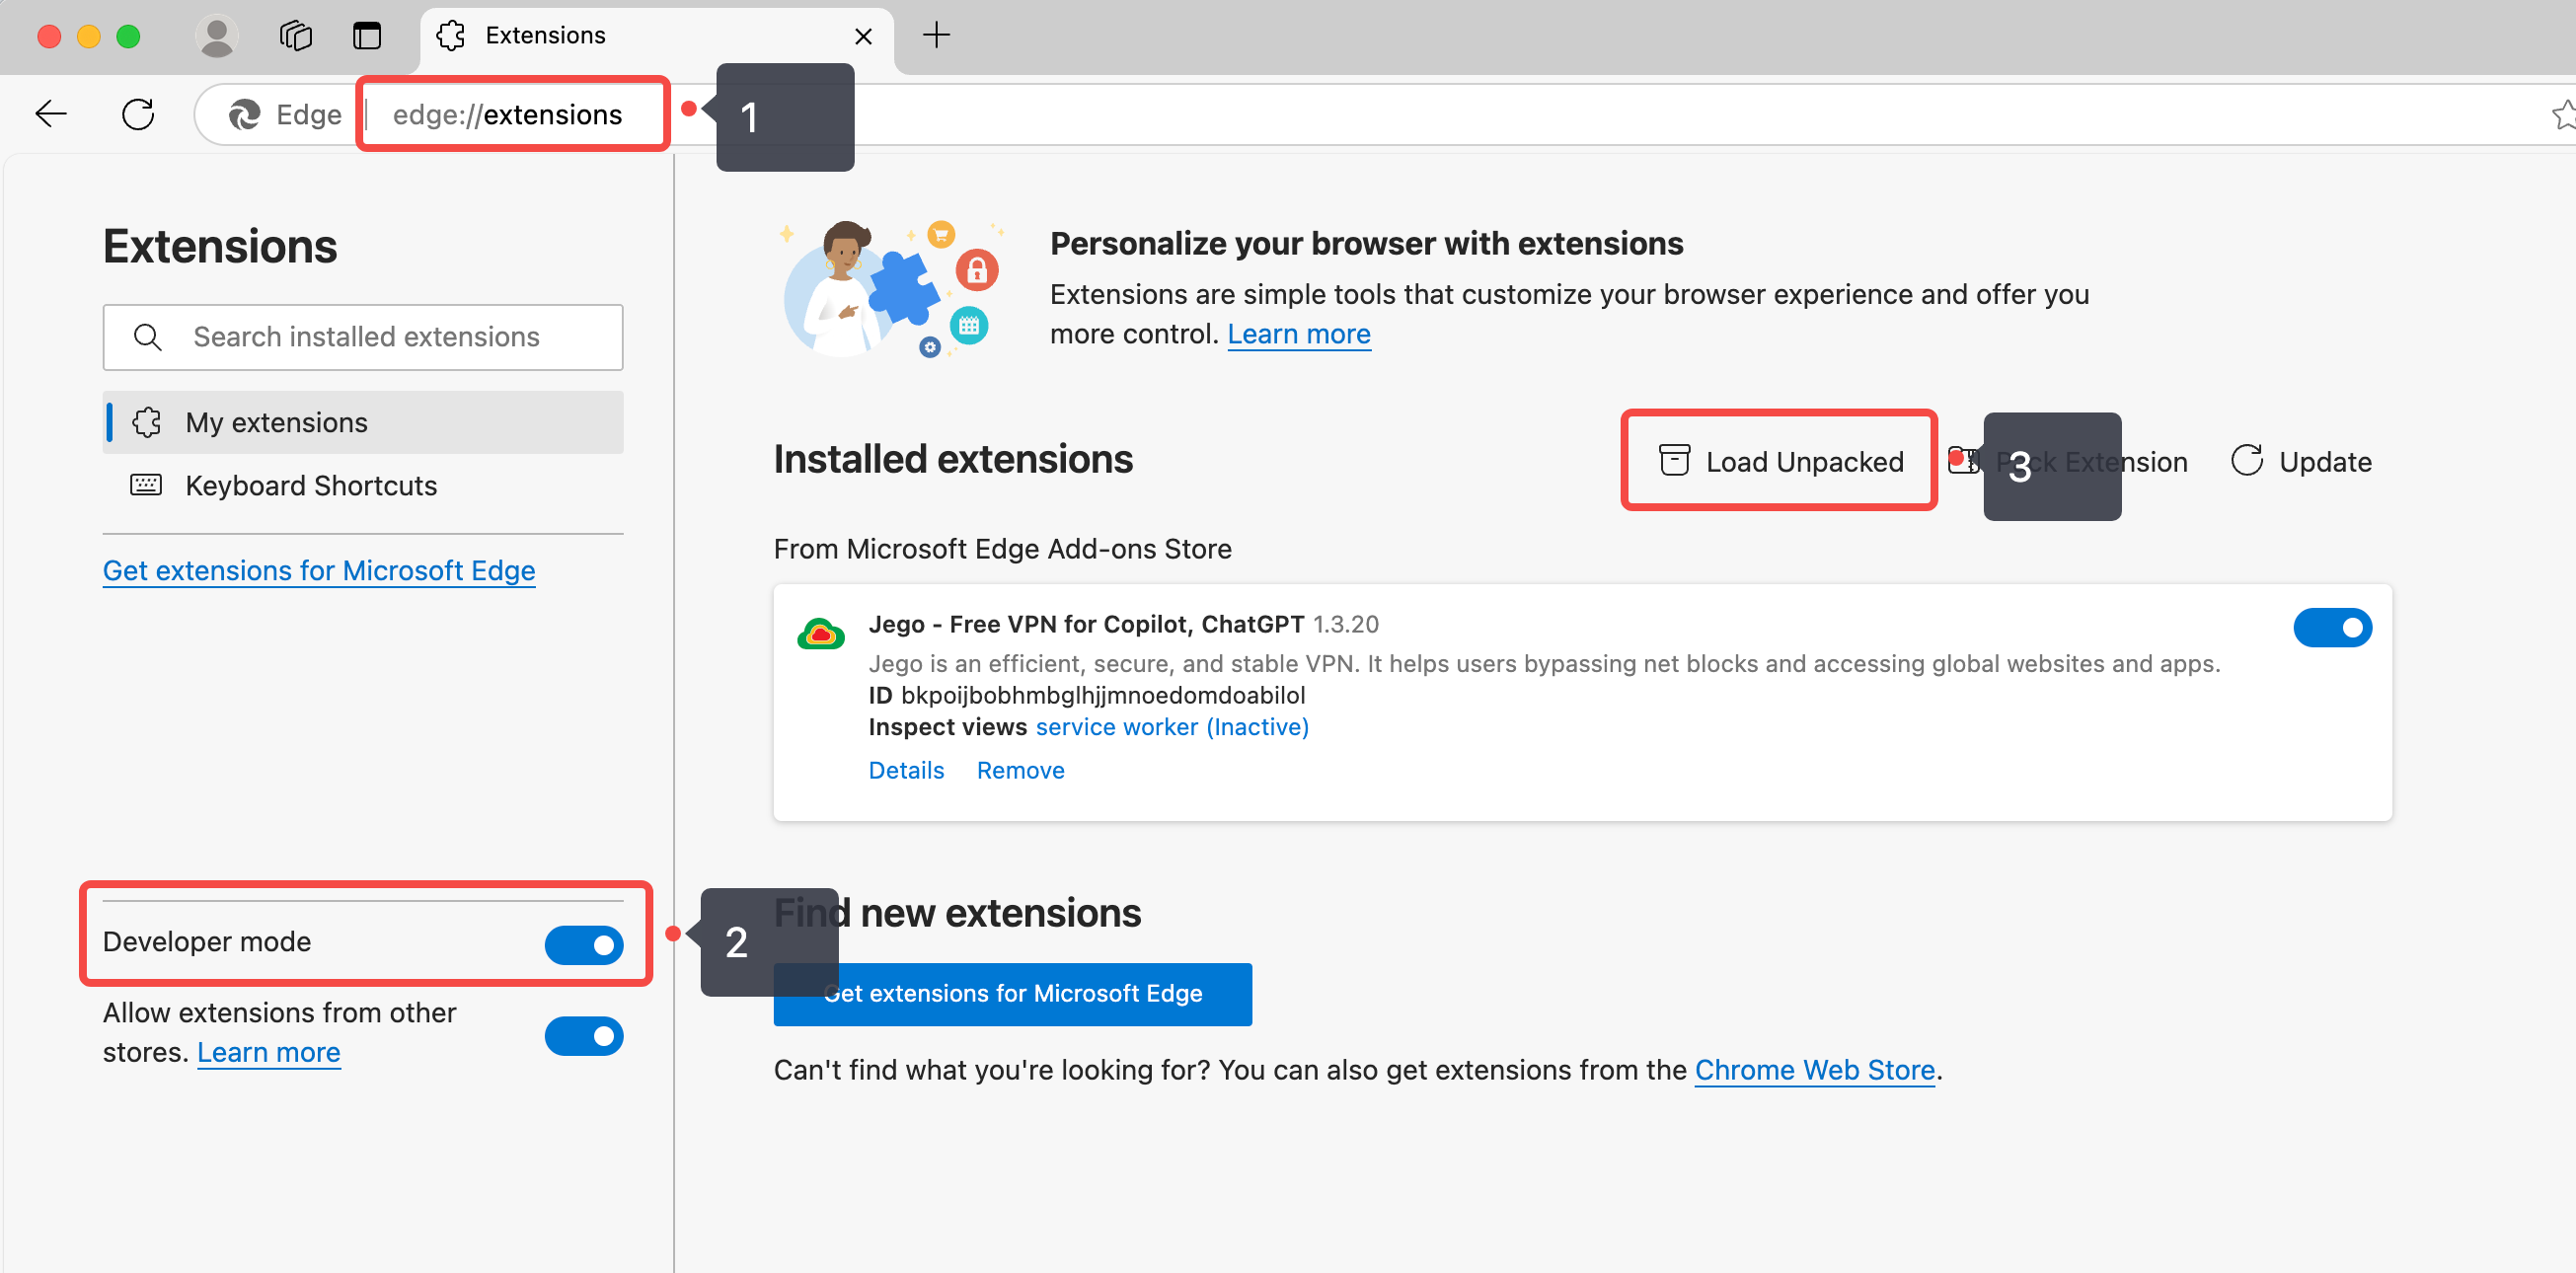 Extensions
Edge
edge://extensions
1
Extensions
Search installed extensions
My extensions
Keyboard Shortcuts
Get extensions for Microsoft Edge
Developer mode
2
Allow extensions from other
stores. Learn more
Personalize your browser with extensions
Extensions are simple tools that customize your browser experience and offer you
more control. Learn more
Installed extensions
Load Unpacked
3
Pack Extension
Update
From Microsoft Edge Add-ons Store
Jego - Free VPN for Copilot, ChatGPT 1.3.20
Jego is an efficient, secure, and stable VPN. It helps users bypassing net blocks and accessing global websites and apps.
ID bkpoijbobhmbglhjjmnoedomdoabilol
Inspect views service worker (Inactive)
Details Remove
Find new extensions
Get extensions for Microsoft Edge
Can't find what you're looking for? You can also get extensions from the Chrome Web Store.